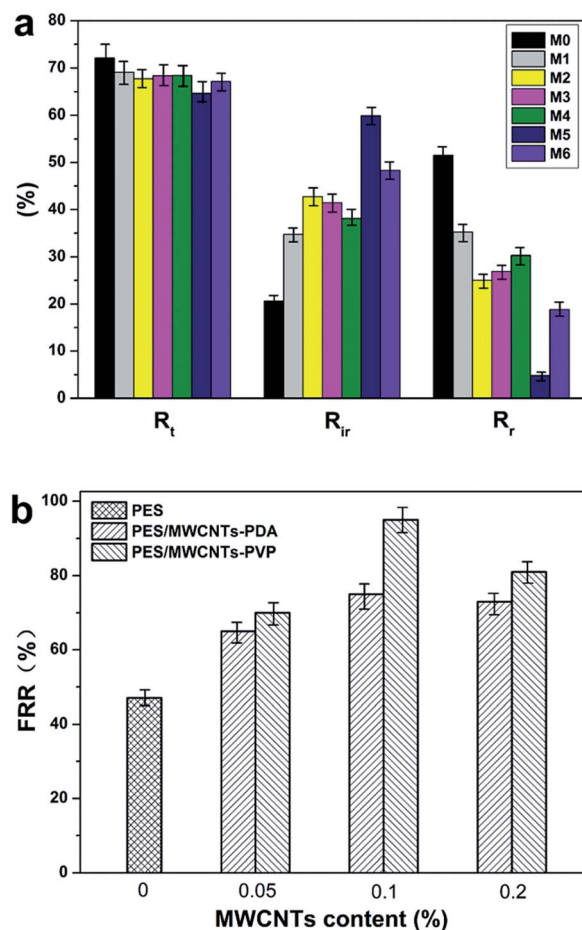 a
80
70
60
50
40
30
20
10
0
(%)
M0
M1
M2
M3
M4
M5
M6
Rt
Rir
Rr
b
100
80
60
40
20
0
FRR (%)
PES
PES/MWCNTs-PDA
PES/MWCNTs-PVP
0
0.05
0.1
0.2
MWCNTs content (%)